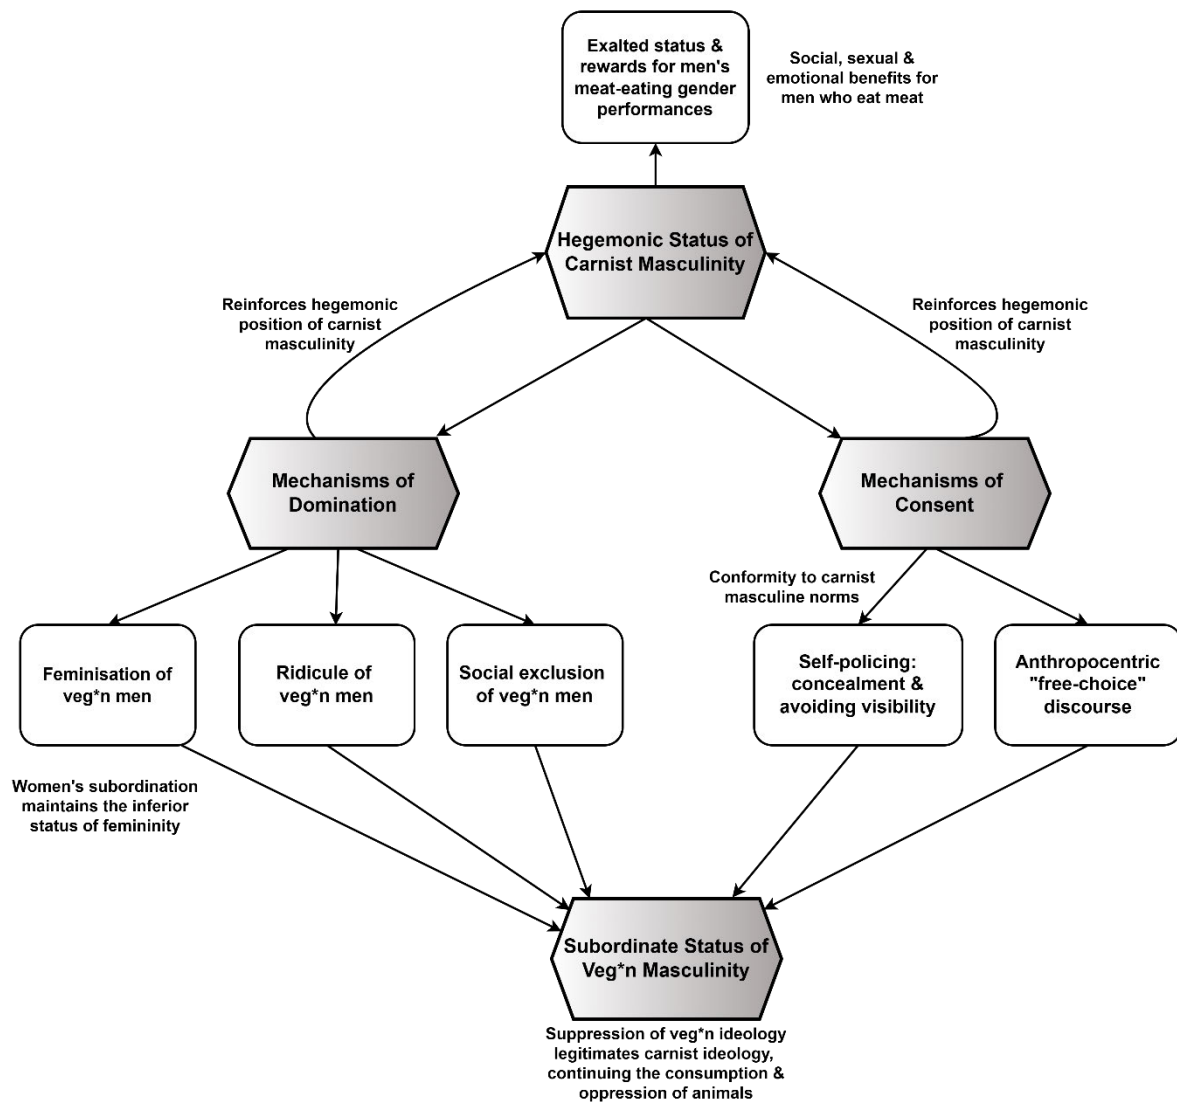 Exalted status &
rewards for men's
meat-eating gender
performances
Social, sexual &
emotional benefits for
men who eat meat
Hegemonic Status of
Carnist Masculinity
Reinforces hegemonic
position of carnist
masculinity
Reinforces hegemonic
position of carnist
masculinity
Mechanisms of
Domination
Mechanisms of
Consent
Conformity to carnist
masculine norms
Feminisation of
veg*n men
Ridicule of
veg*n men
Social exclusion
of veg*n men
Self-policing:
concealment &
avoiding visibility
Anthropocentric
"free-choice"
discourse
Women's subordination
maintains the inferior
status of femininity
Subordinate Status of
Veg*n Masculinity
Suppression of veg*n ideology
legitimates carnist ideology,
continuing the consumption &
oppression of animals